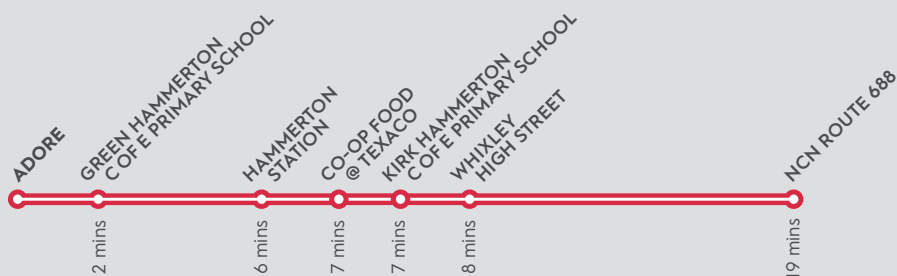 ADORE
GREEN HAMMERTON
C OF E PRIMARY SCHOOL
HAMMERTON
STATION
CO-OP FOOD
@ TEXACO
KIRK HAMMERTON
C OF E PRIMARY SCHOOL
WHIXLEY
HIGH STREET
NCN ROUTE 688
2 mins
6 mins
7 mins
7 mins
8 mins
19 mins